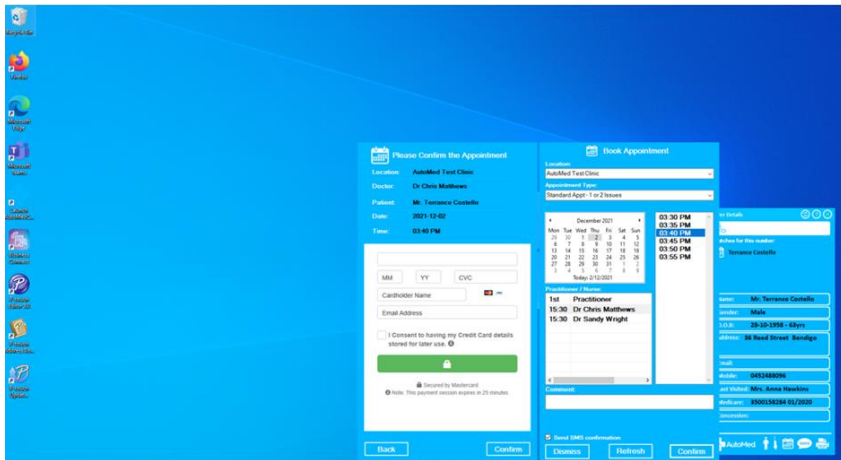 Please Confirm the Appointment
Location: AutoMed Test Clinic
Doctor: Dr Chris Matthews
Patient: Mr. Terrance Costello
Date: 2021-12-02
Time: 03:40 PM
MM YY CVC
Cardholder Name
Email Address
I Consent to having my Credit Card details
stored for later use.
Secured by Mastercard
Note: This payment session expires in 25 minutes
Back Confirm
Book Appointment
Location:
AutoMed Test Clinic
Appointment Type:
Standard Appt - 1 or 2 Issues
December 2021
Mon Tue Wed Thu Fri Sat Sun
29 30 1 2 3 4 5
6 7 8 9 10 11 12
13 14 15 16 17 18 19
20 21 22 23 24 25 26
27 28 29 30 31 1 2
3 4 5 6 7 8 9
Today: 2/12/2021
03:30 PM
03:35 PM
03:40 PM
03:45 PM
03:50 PM
03:55 PM
Practitioner / Nurse:
1st Practitioner
15:30 Dr Chris Matthews
15:30 Dr Sandy Wright
Comment:
Send SMS confirmation
Dismiss Refresh Confirm
Details
for this number:
Terrance Costello
Mr. Terrance Costello
Male
28-10-1958 - 63yrs
36 Reed Street Bendigo
0452488096
Visited Mrs. Anna Hawkins
3500158284 01/2020
AutoMed